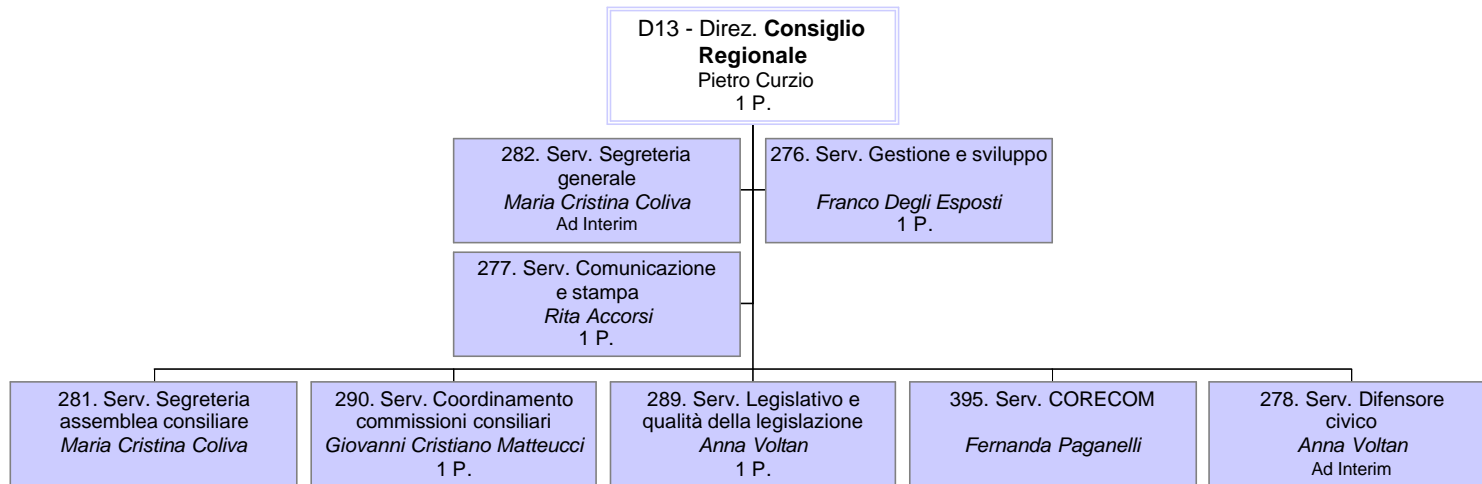 D13 - Direz. Consiglio
Regionale
Pietro Curzio
1 P.
282. Serv. Segreteria
generale
Maria Cristina Coliva
Ad Interim
276. Serv. Gestione e sviluppo
Franco Degli Esposti
1 P.
277. Serv. Comunicazione
e stampa
Rita Accorsi
1 P.
281. Serv. Segreteria
assemblea consiliare
Maria Cristina Coliva
290. Serv. Coordinamento
commissioni consiliari
Giovanni Cristiano Matteucci
1 P.
289. Serv. Legislativo e
qualità della legislazione
Anna Voltan
1 P.
395. Serv. CORECOM
Fernanda Paganelli
278. Serv. Difensore
civico
Anna Voltan
Ad Interim